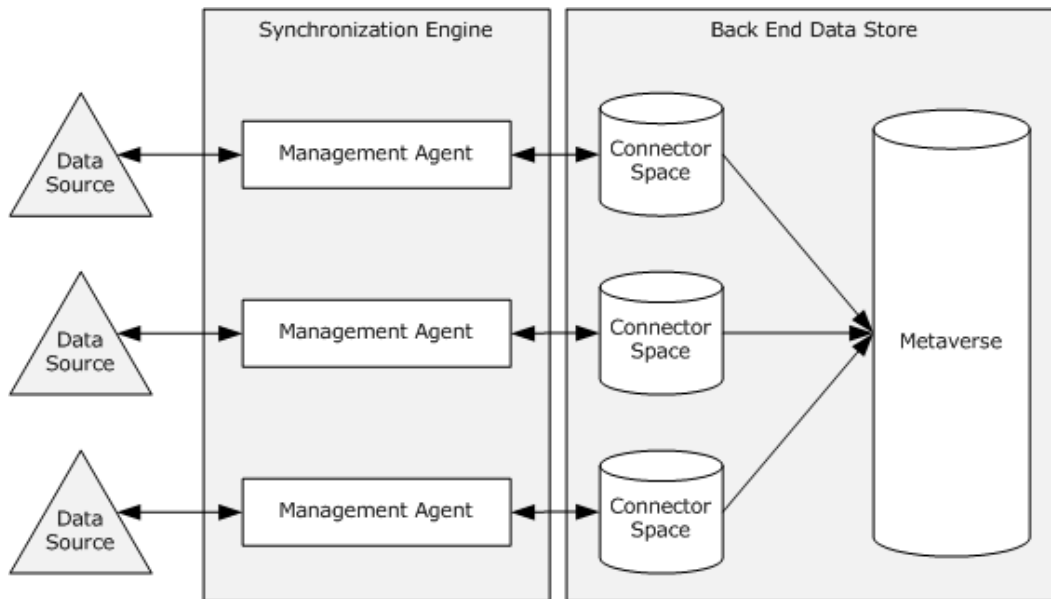 Synchronization Engine
Back End Data Store
Data
Source
Management Agent
Connector
Space
Data
Source
Management Agent
Connector
Space
Metaverse
Data
Source
Management Agent
Connector
Space